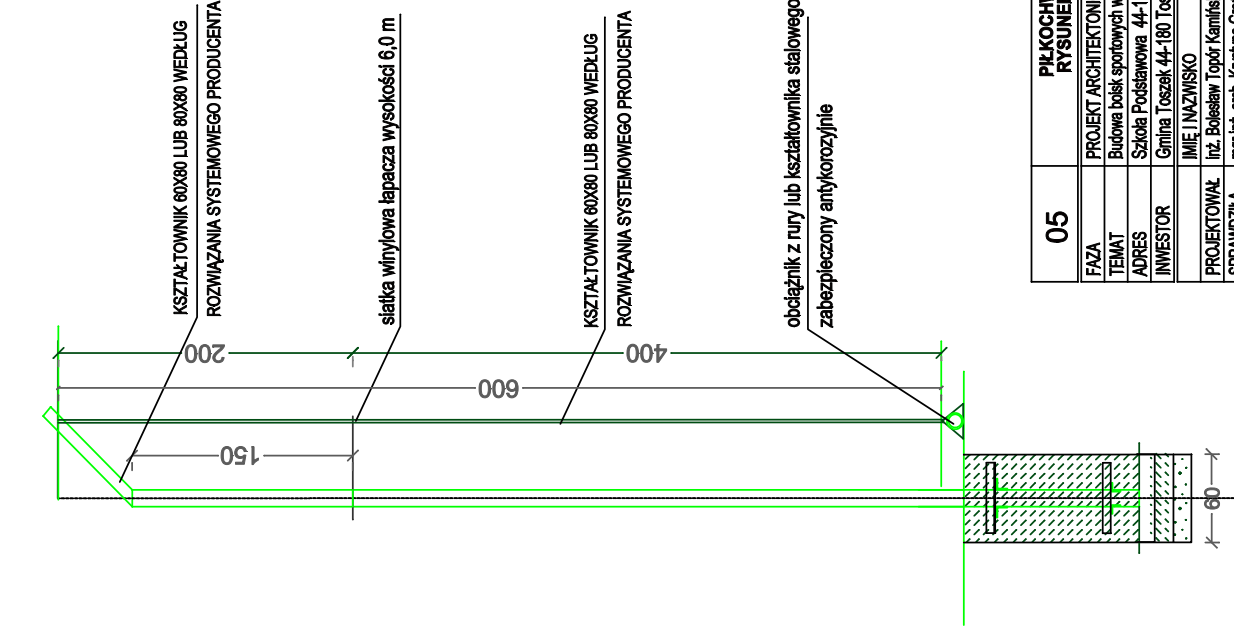 KSZTAŁTOWNIK 60X80 LUB 80X80 WEDŁUG
ROZWIĄZANIA SYSTEMOWEGO PRODUCENTA
siatka winylowa łapacza wysokości 6,0 m
KSZTAŁTOWNIK 60X80 LUB 80X80 WEDŁUG
ROZWIĄZANIA SYSTEMOWEGO PRODUCENTA
obciążnik z rury lub kształtownika stalowego
zabezpieczony antykorozyjnie
200
400
600
150
60
05
RYSUNEK
FAZA PROJEKT
TEMAT Budowa boisk sportowych w
ADRES Szkoła Podstawowa 44-1
INWESTOR Gmina Toszek 44-180
IMIĘ I NAZWISKO
PROJEKTOWAŁ inż. Bolesław Topór